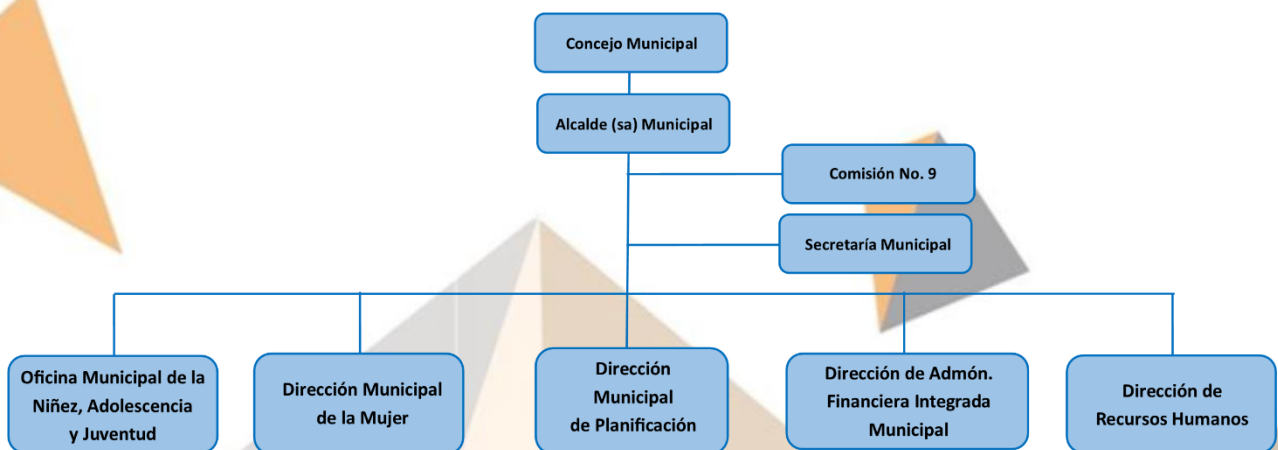 Concejo Municipal
Alcalde (sa) Municipal
Comisión No. 9
Secretaría Municipal
Oficina Municipal de la
Niñez, Adolescencia
y Juventud
Dirección Municipal
de la Mujer
Dirección
Municipal
de Planificación
Dirección de Admón.
Financiera Integrada
Municipal
Dirección de
Recursos Humanos